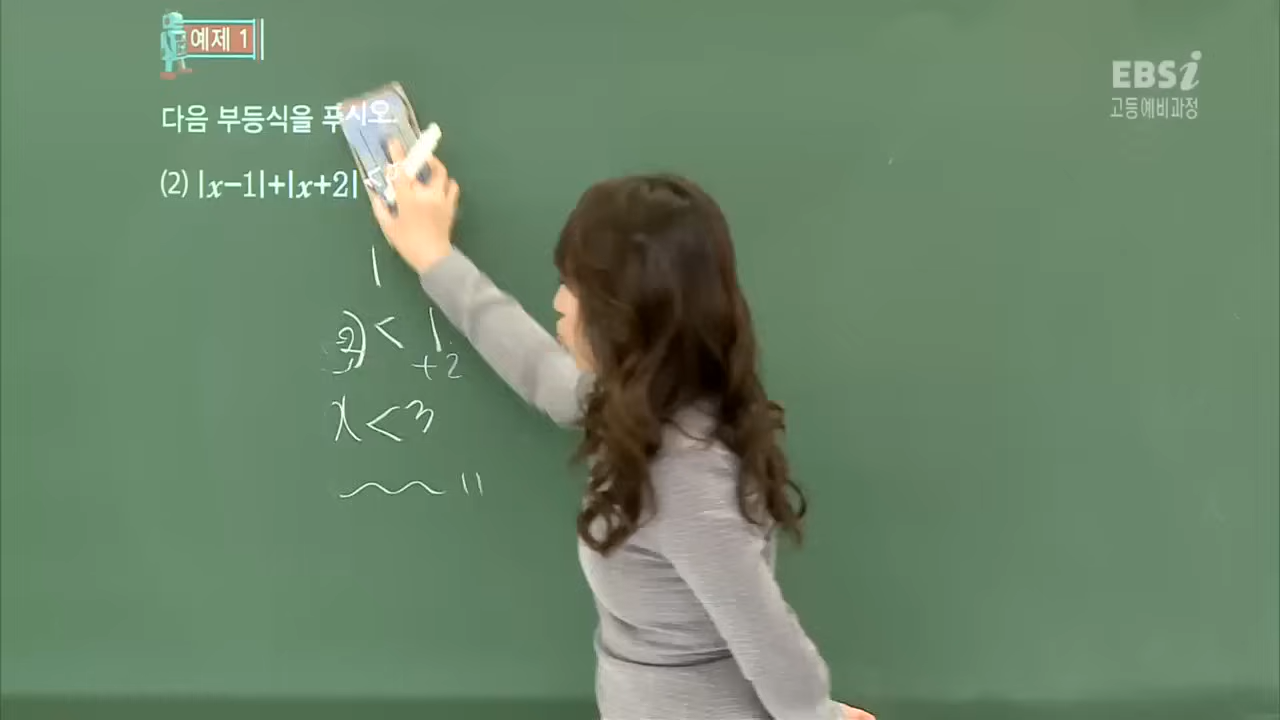 예제 1
EBSi
고등예비과정
다음 부등식을 푸시오.
(2) |x-1|+|x+2| <
<
1
+2
x<3